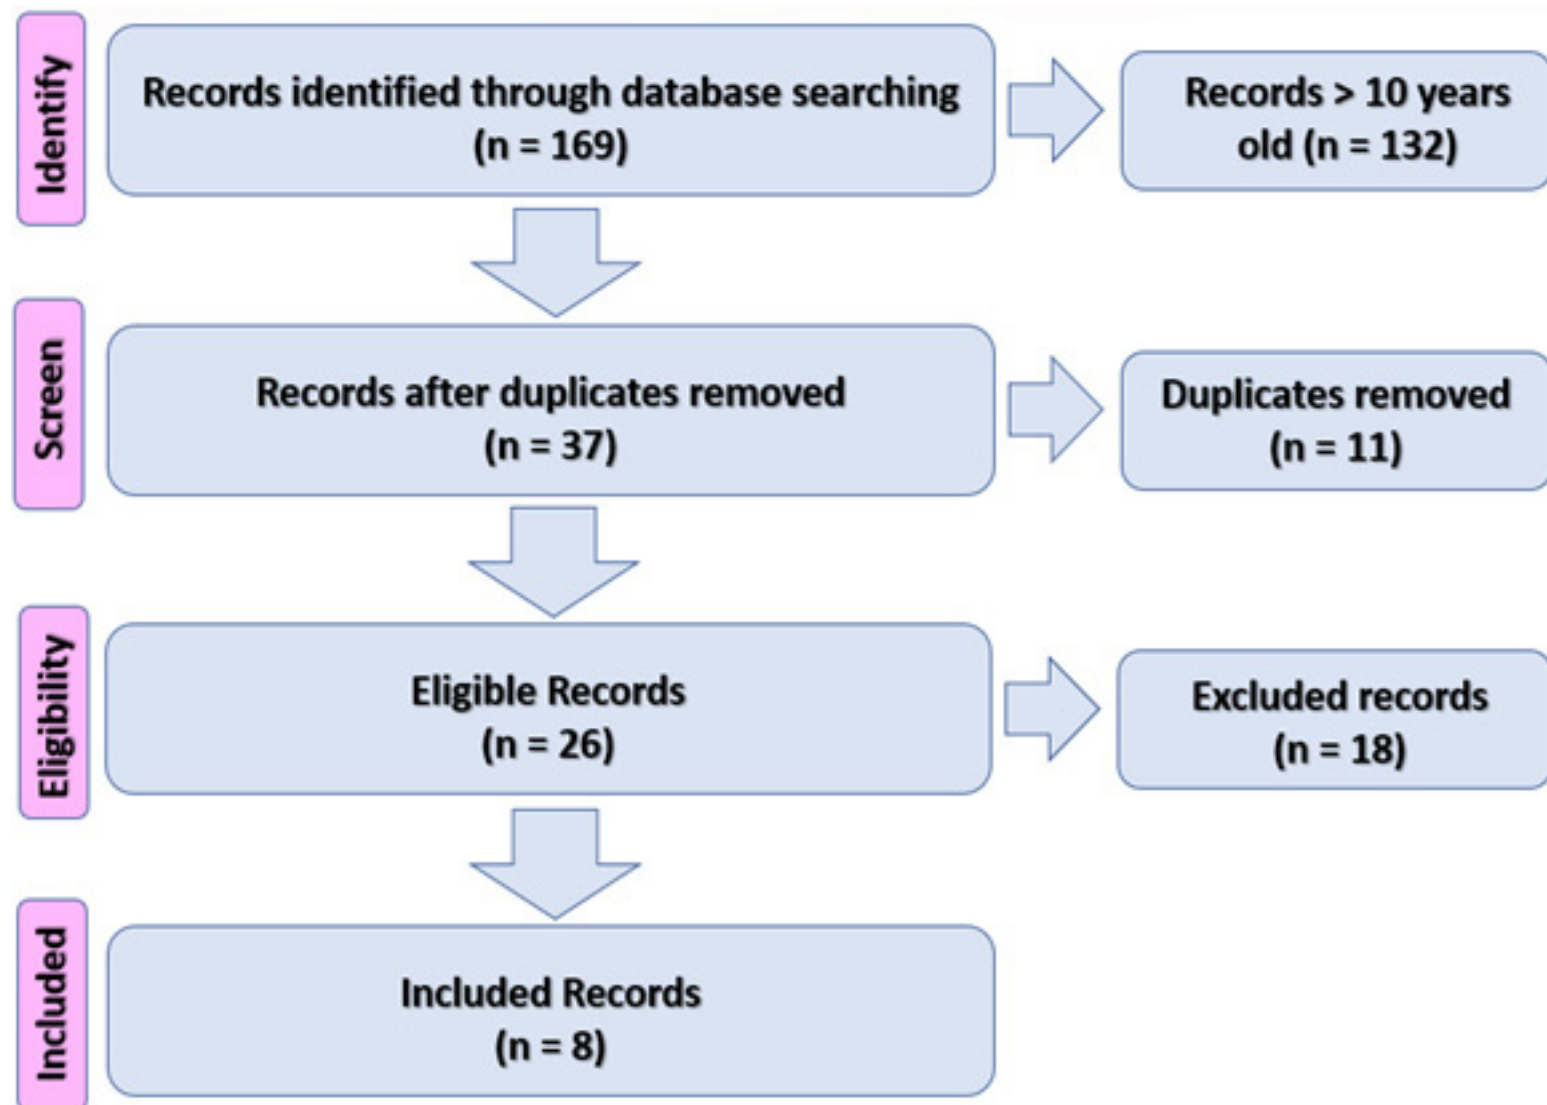 Identify
Records identified through database searching
(n = 169)
Records > 10 years
old (n = 132)
Screen
Records after duplicates removed
(n = 37)
Duplicates removed
(n = 11)
Eligibility
Eligible Records
(n = 26)
Excluded records
(n = 18)
Included
Included Records
(n = 8)